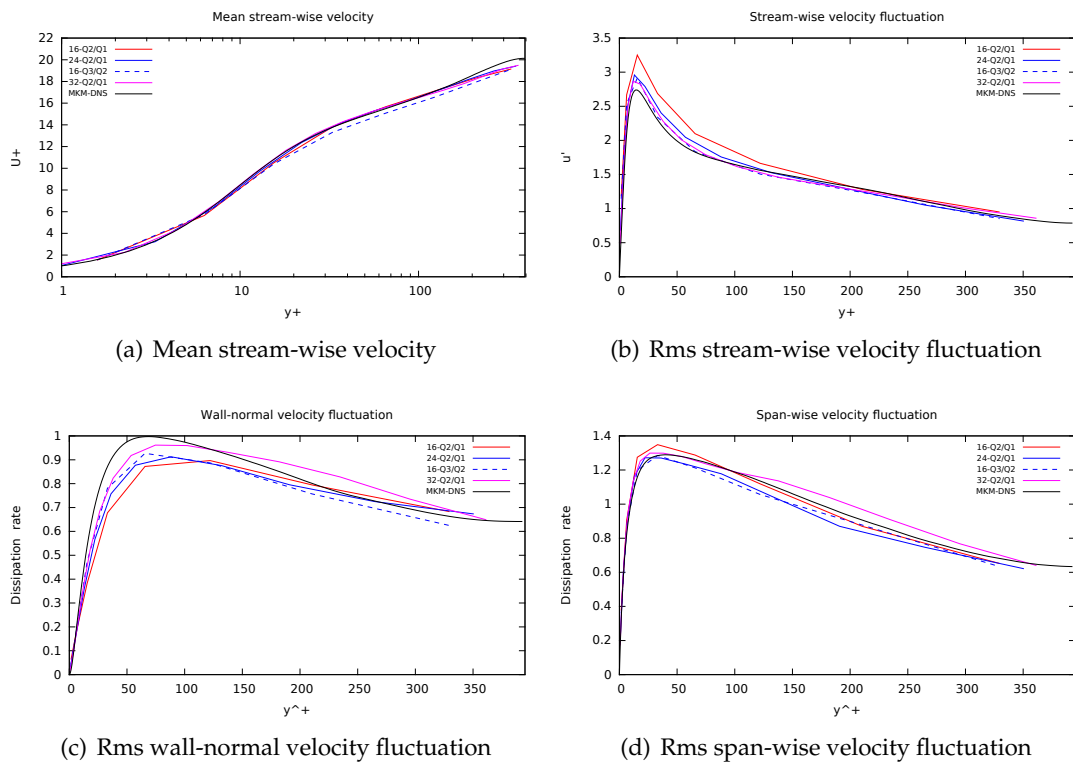 Mean stream-wise velocity
22
20
18
16
14
12
10
8
6
4
2
0
U+
16-Q2/Q1
24-Q2/Q1
16-Q3/Q2
32-Q2/Q1
MKM-DNS
1
10
100
y+
(a) Mean stream-wise velocity
Stream-wise velocity fluctuation
3.5
3
2.5
2
1.5
1
0.5
0
u'
16-Q2/Q1
24-Q2/Q1
16-Q3/Q2
32-Q2/Q1
MKM-DNS
0 50 100 150 200 250 300 350
y+
(b) Rms stream-wise velocity fluctuation
Wall-normal velocity fluctuation
1
0.9
0.8
0.7
0.6
0.5
0.4
0.3
0.2
0.1
0
Dissipation rate
16-Q2/Q1
24-Q2/Q1
16-Q3/Q2
32-Q2/Q1
MKM-DNS
0 50 100 150 200 250 300 350
y^+
(c) Rms wall-normal velocity fluctuation
Span-wise velocity fluctuation
1.4
1.2
1
0.8
0.6
0.4
0.2
0
Dissipation rate
16-Q2/Q1
24-Q2/Q1
16-Q3/Q2
32-Q2/Q1
MKM-DNS
0 50 100 150 200 250 300 350
y^+
(d) Rms span-wise velocity fluctuation